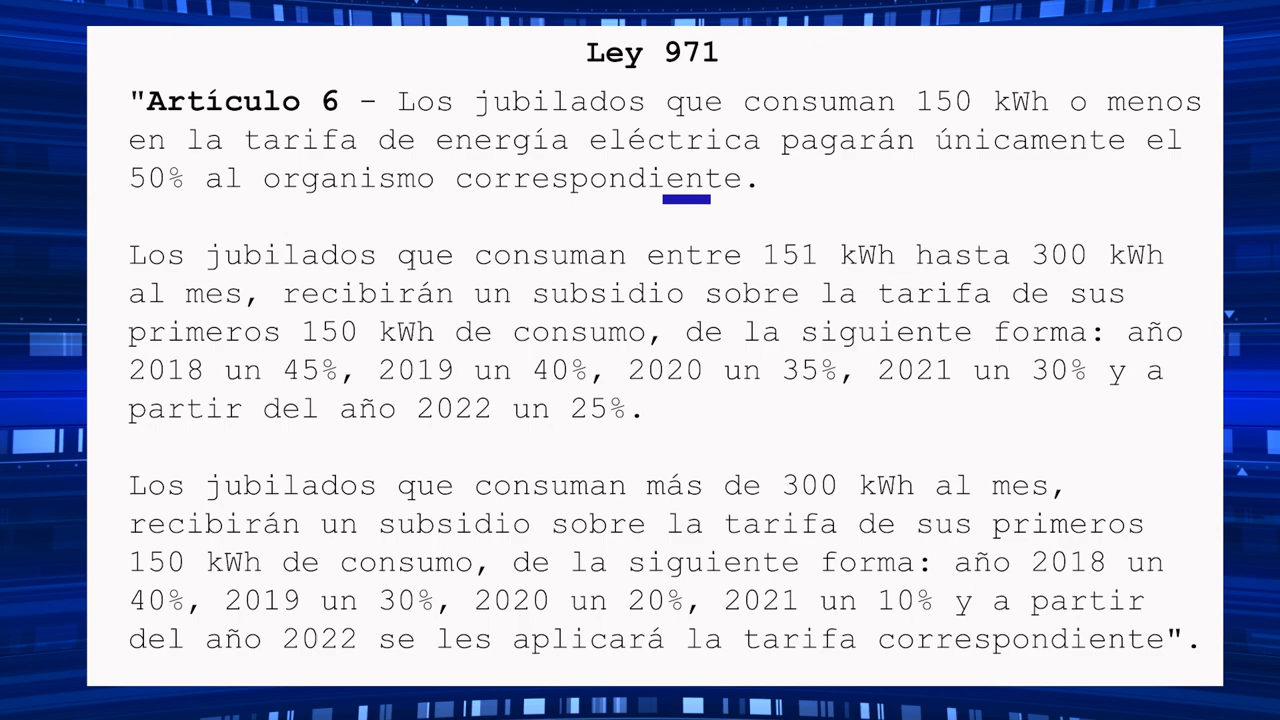 Ley 971
"Artículo 6 - Los jubilados que consuman 150 kWh o menos
en la tarifa de energía eléctrica pagarán únicamente el
50% al organismo correspondiente.
Los jubilados que consuman entre 151 kWh hasta 300 kWh
al mes, recibirán un subsidio sobre la tarifa de sus
primeros 150 kWh de consumo, de la siguiente forma: año
2018 un 45%, 2019 un 40%, 2020 un 35%, 2021 un 30% y a
partir del año 2022 un 25%.
Los jubilados que consuman más de 300 kWh al mes,
recibirán un subsidio sobre la tarifa de sus primeros
150 kWh de consumo, de la siguiente forma: año 2018 un
40%, 2019 un 30%, 2020 un 20%, 2021 un 10% y a partir
del año 2022 se les aplicará la tarifa correspondiente".